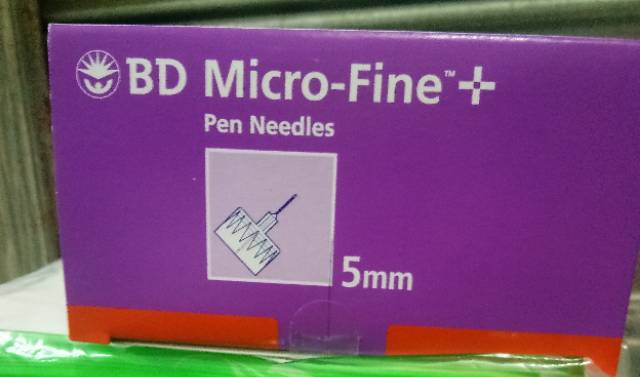 BD Micro-Fine™+
Pen Needles
5mm